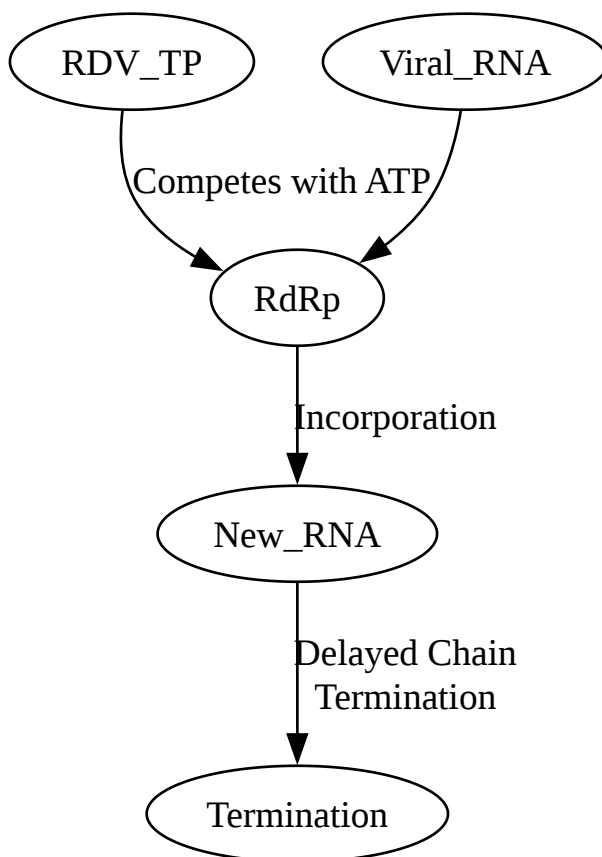 RDV_TP
Viral_RNA
Competes with ATP
RdRp
Incorporation
New_RNA
Delayed Chain
Termination
Termination